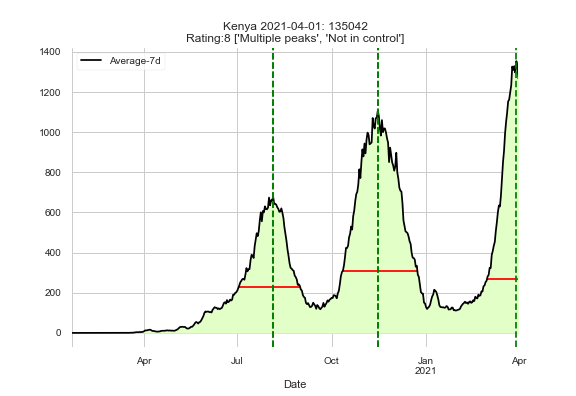 Kenya 2021-04-01: 135042
Rating:8 ['Multiple peaks', 'Not in control']
1400
Average-7d
1200
1000
800
600
400
200
0
Apr Jul Oct Jan Apr
2021
Date